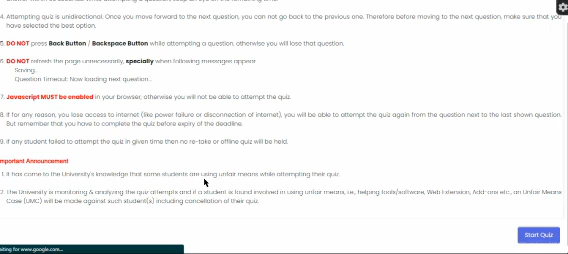 4. Attempting quiz is unidirectional. Once you move forward to the next question, you can not go back to the previous one. Therefore before moving to the next question, make sure that you
have selected the best option.
5. DO NOT press Back Button / Backspace Button while attempting a question, otherwise you will lose that question.
6. DO NOT refresh the page unnecessarily, specially when following messages appear
Saving...
Question Timeout: Now loading next question...
7. Javascript MUST be enabled in your browser, otherwise you will not be able to attempt the quiz.
8. If for any reason, you lose access to internet (like power failure or disconnection of internet), you will be able to attempt the quiz again from the question next to the last shown question.
But remember that you have to complete the quiz before expiry of the deadline.
9. If any student failed to attempt the quiz in given time then no re-take or offline quiz will be held.
mportant Announcement
1. It has come to the University's knowledge that some students are using unfair means while attempting their quiz.
2. The University is monitoring & analyzing the quiz attempts and if a student is found involved in using unfair means, i.e., helping tools/software, Web Extension, Add-ons etc., an Unfair Means
Case (UMC) will be made against such student(s) including cancellation of their quiz.
Start Quiz
aiting for www.google.com...